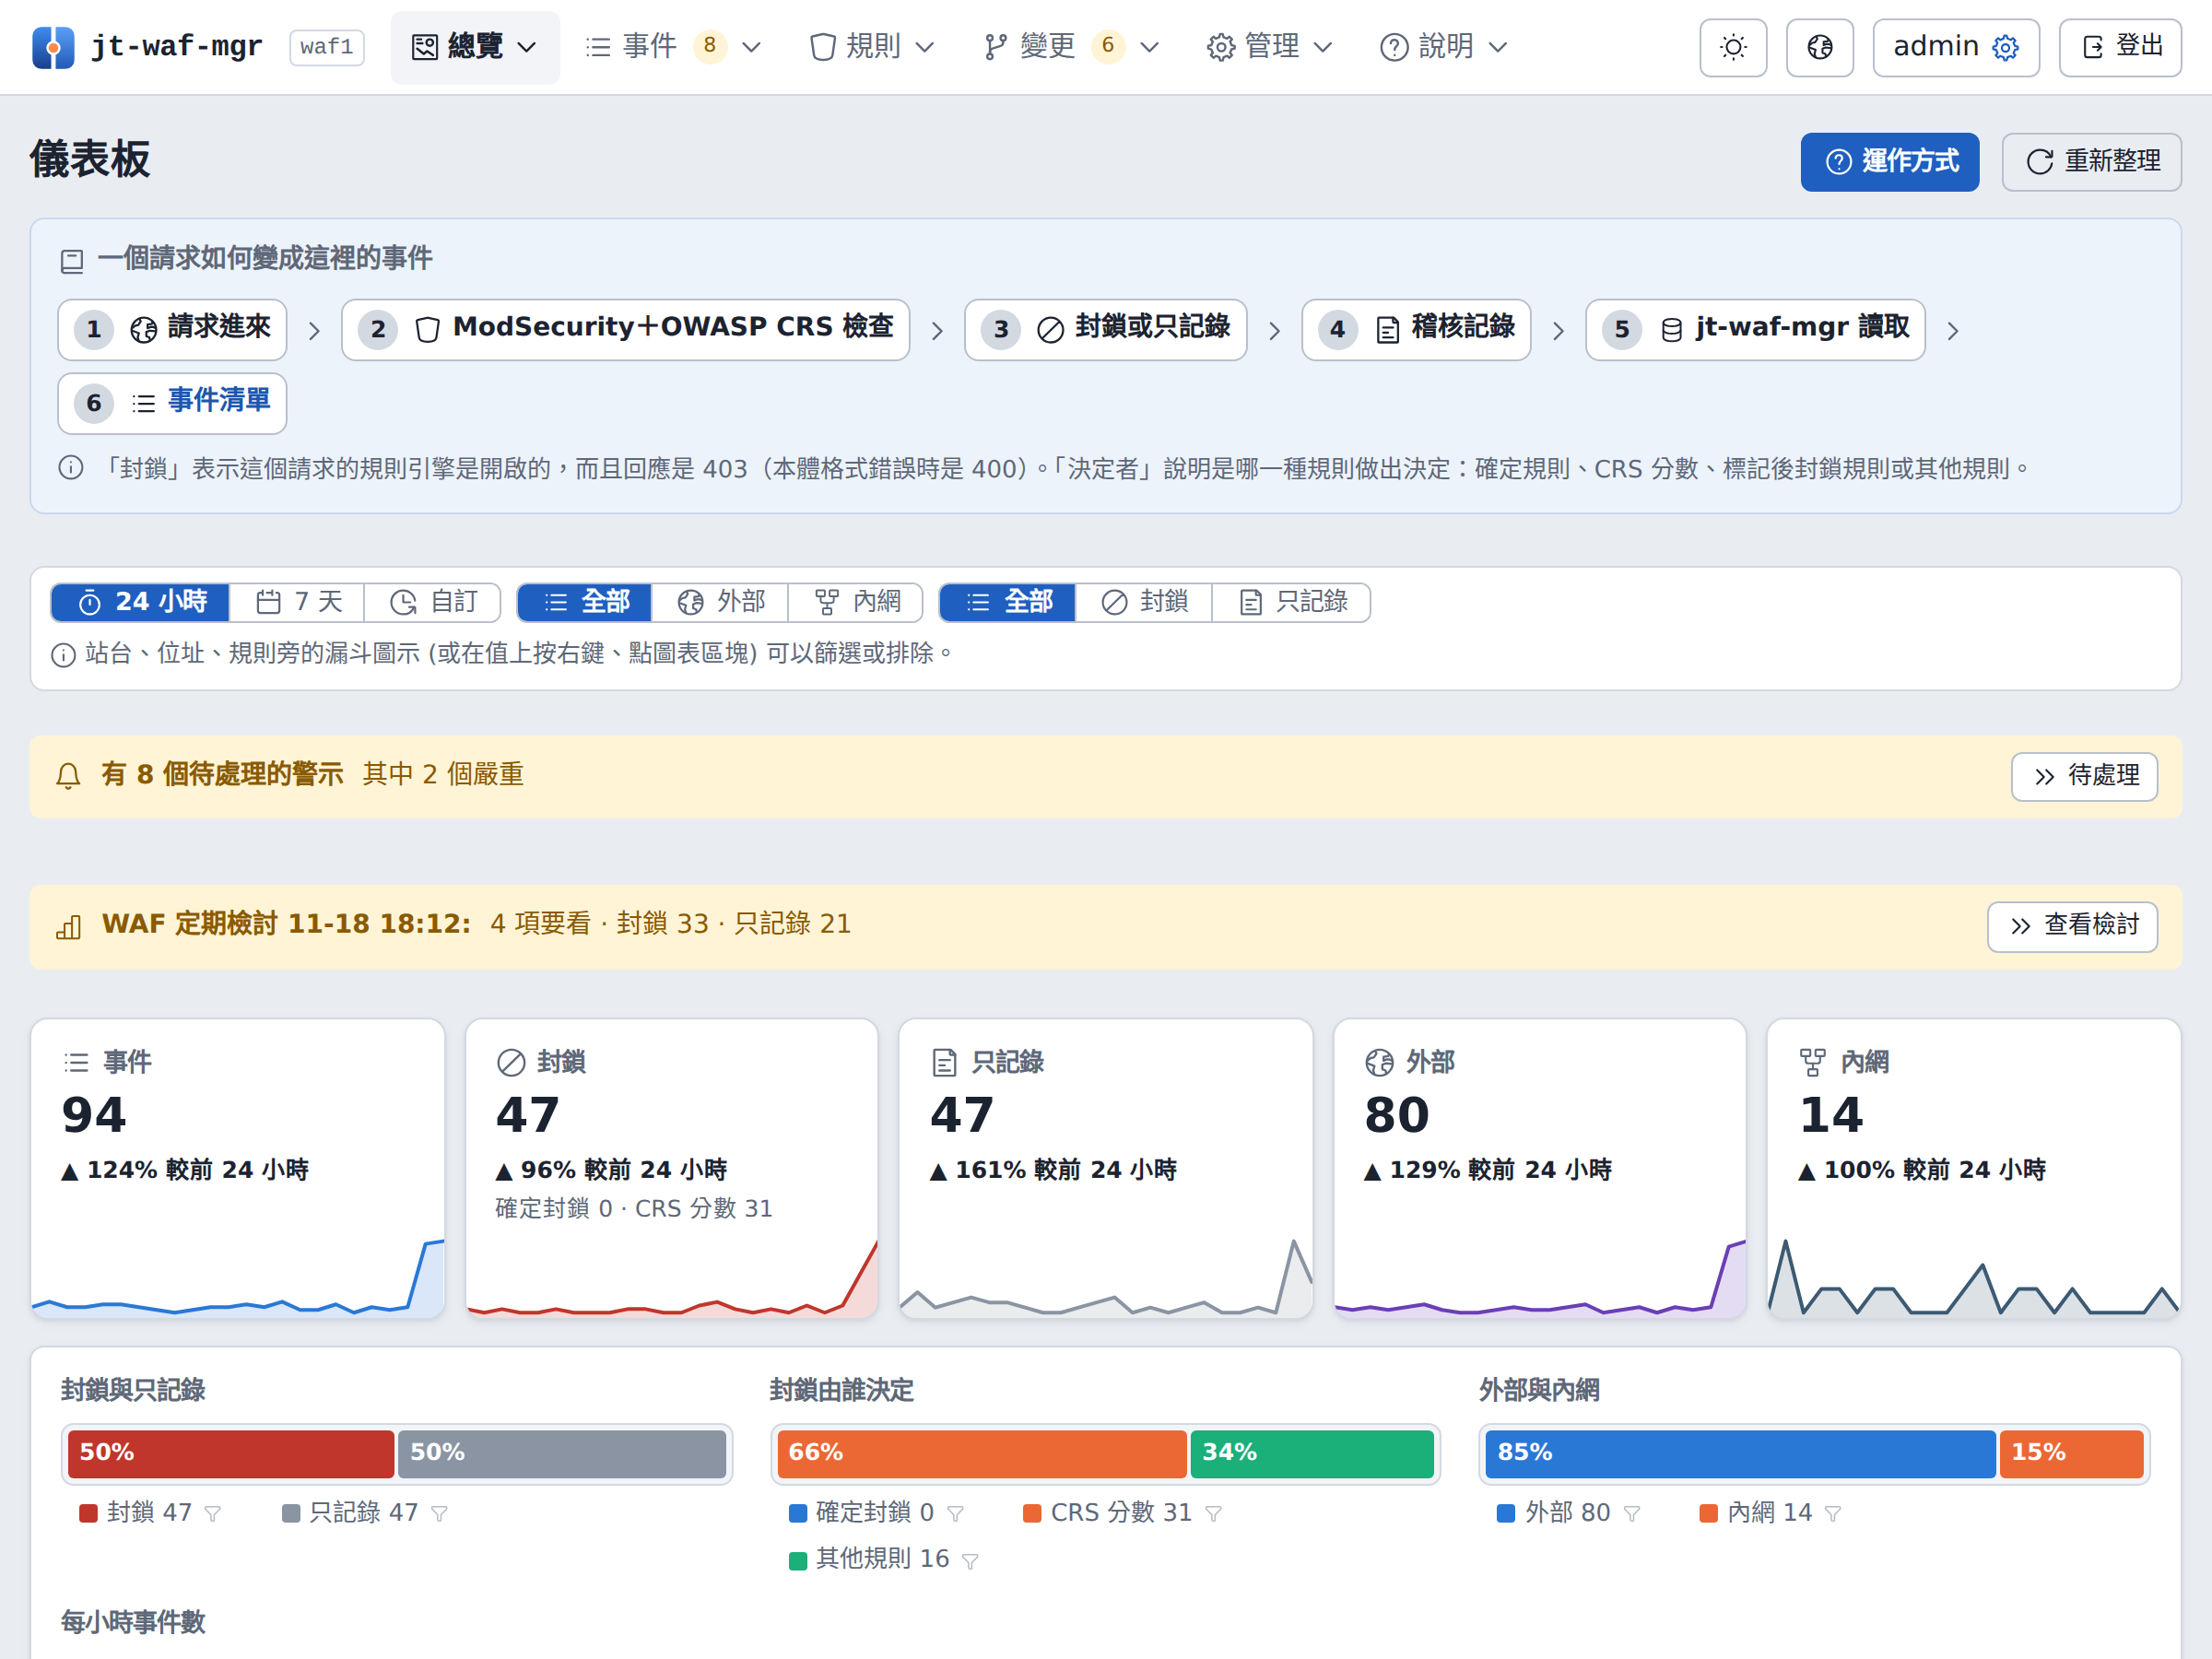 jt-waf-mgr waf1 總覽 事件 8 規則 變更 6 管理 說明 admin 登出
儀表板 運作方式 重新整理
一個請求如何變成這裡的事件
1 請求進來 2 ModSecurity＋OWASP CRS 檢查 3 封鎖或只記錄 4 稽核記錄 5 jt-waf-mgr 讀取
6 事件清單
「封鎖」表示這個請求的規則引擎是開啟的，而且回應是 403（本體格式錯誤時是 400）。「決定者」說明是哪一種規則做出決定：確定規則、CRS 分數、標記後封鎖規則或其他規則。
24 小時 7 天 自訂 全部 外部 內網 全部 封鎖 只記錄
站台、位址、規則旁的漏斗圖示 (或在值上按右鍵、點圖表區塊) 可以篩選或排除。
有 8 個待處理的警示 其中 2 個嚴重 待處理
WAF 定期檢討 11-18 18:12: 4 項要看 · 封鎖 33 · 只記錄 21 查看檢討
事件 封鎖 只記錄 外部 內網
94 47 47 80 14
▲ 124% 較前 24 小時 ▲ 96% 較前 24 小時 ▲ 161% 較前 24 小時 ▲ 129% 較前 24 小時 ▲ 100% 較前 24 小時
確定封鎖 0 · CRS 分數 31
封鎖與只記錄 封鎖由誰決定 外部與內網
50% 50% 66% 34% 85% 15%
封鎖 47 只記錄 47 確定封鎖 0 CRS 分數 31 外部 80 內網 14
其他規則 16
每小時事件數